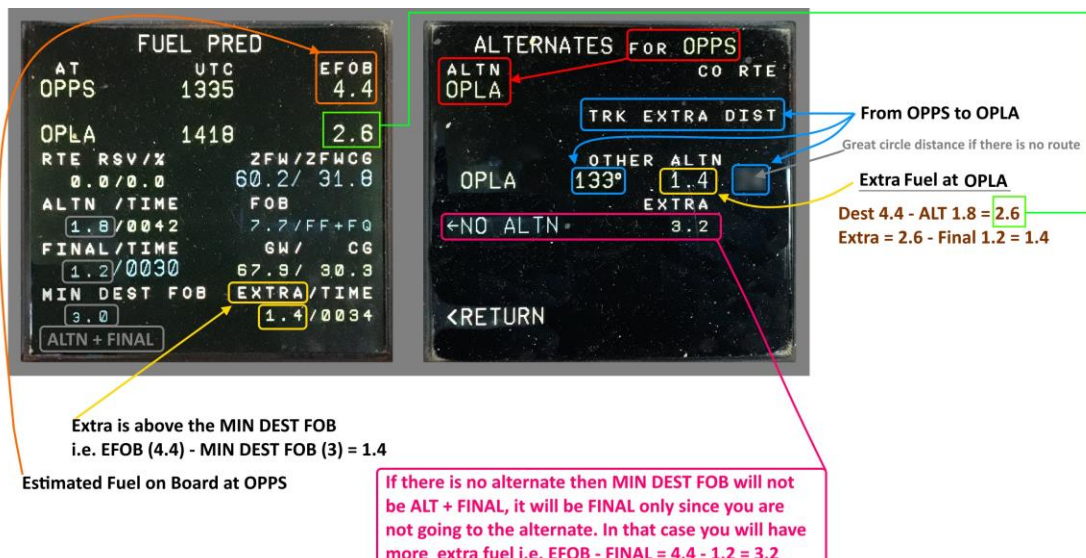 FUEL PRED
AT UTC EFOB
OPPS 1335 4.4
OPLA 1418 2.6
RTE RSV/% ZFW/ZFWCG
0.0/0.0 60.2/ 31.8
ALTN /TIME FOB
1.8/0042 7.7/FF+FQ
FINAL/TIME GW/ CG
1.2/0030 67.9/ 30.3
MIN DEST FOB EXTRA/TIME
3.0 1.4/0034
ALTN + FINAL
ALTERNATES FOR OPPS
ALTN CO RTE
OPLA
TRK EXTRA DIST
OTHER ALTN
OPLA 133° 1.4
EXTRA
←NO ALTN 3.2
<RETURN
From OPPS to OPLA
Great circle distance if there is no route
Extra Fuel at OPLA
Dest 4.4 - ALT 1.8 = 2.6
Extra = 2.6 - Final 1.2 = 1.4
Extra is above the MIN DEST FOB
i.e. EFOB (4.4) - MIN DEST FOB (3) = 1.4
Estimated Fuel on Board at OPPS
If there is no alternate then MIN DEST FOB will not
be ALT + FINAL, it will be FINAL only since you are
not going to the alternate. In that case you will have
more extra fuel i.e. EFOB - FINAL = 4.4 - 1.2 = 3.2